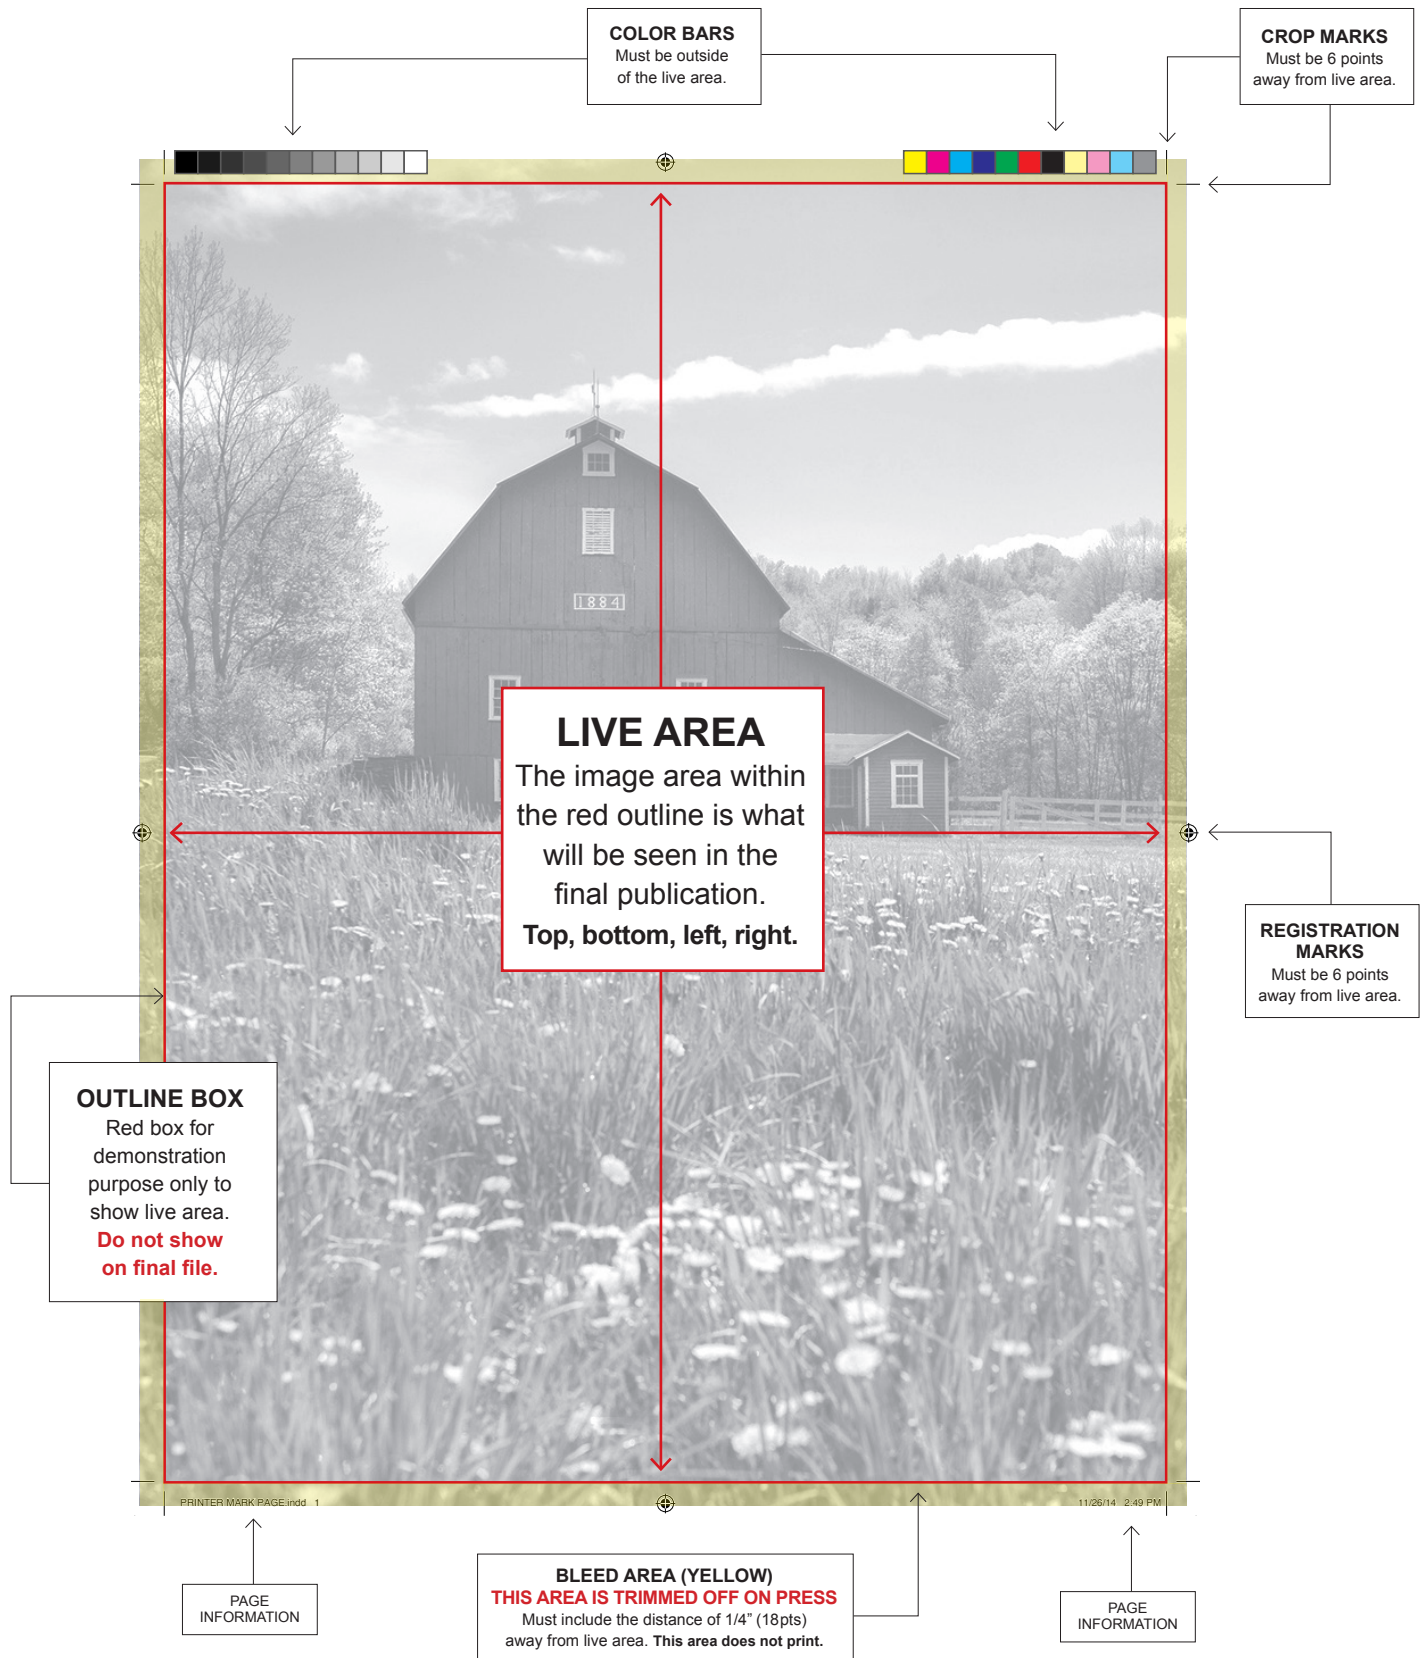 COLOR BARS
Must be outside
of the live area.
CROP MARKS
Must be 6 points
away from live area.
1884
LIVE AREA
The image area within
the red outline is what
will be seen in the
final publication.
Top, bottom, left, right.
REGISTRATION
MARKS
Must be 6 points
away from live area.
OUTLINE BOX
Red box for
demonstration
purpose only to
show live area.
Do not show
on final file.
PRINTER MARK PAGE.indd 1
11/26/14 2:49 PM
PAGE
INFORMATION
BLEED AREA (YELLOW)
THIS AREA IS TRIMMED OFF ON PRESS
Must include the distance of 1/4" (18pts)
away from live area. This area does not print.
PAGE
INFORMATION